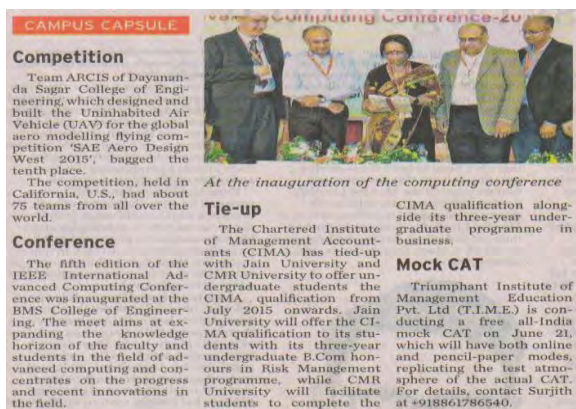 CAMPUS CAPSULE
Competition
Team ARCIS of Dayanan-
da Sagar College of Engi-
neering, which designed and
built the Uninhabited Air
Vehicle (UAV) for the global
aero modelling flying com-
petition 'SAE Aero Design
West 2015', bagged the
tenth place.
The competition, held in
California, U.S., had about
75 teams from all over the
world.
Conference
The fifth edition of the
IEEE International Ad-
vanced Computing Confer-
ence was inaugurated at the
BMS College of Engineer-
ing. The meet aims at ex-
panding the knowledge
horizon of the faculty and
students in the field of ad-
vanced computing and con-
centrates on the progress
and recent innovations in
the field.
Computing Conference-20
At the inauguration of the computing conference
Tie-up
The Chartered Institute
of Management Account-
ants (CIMA) has tied-up
with Jain University and
CMR University to offer un-
dergraduate students the
CIMA qualification from
July 2015 onwards. Jain
University will offer the CI-
MA qualification to its stu-
dents with its three-year
undergraduate B.Com hon-
ours in Risk Management
programme, while CMR
University will facilitate
students to complete the
CIMA qualification along-
side its three-year under-
graduate programme in
business.
Mock CAT
Triumphant Institute of
Management Education
Pvt. Ltd (T.I.M.E.) is con-
ducting a free all-India
mock CAT on June 21,
which will have both online
and pencil-paper modes,
replicating the test atmo-
sphere of the actual CAT.
For details, contact Surjith
at +918861786540.